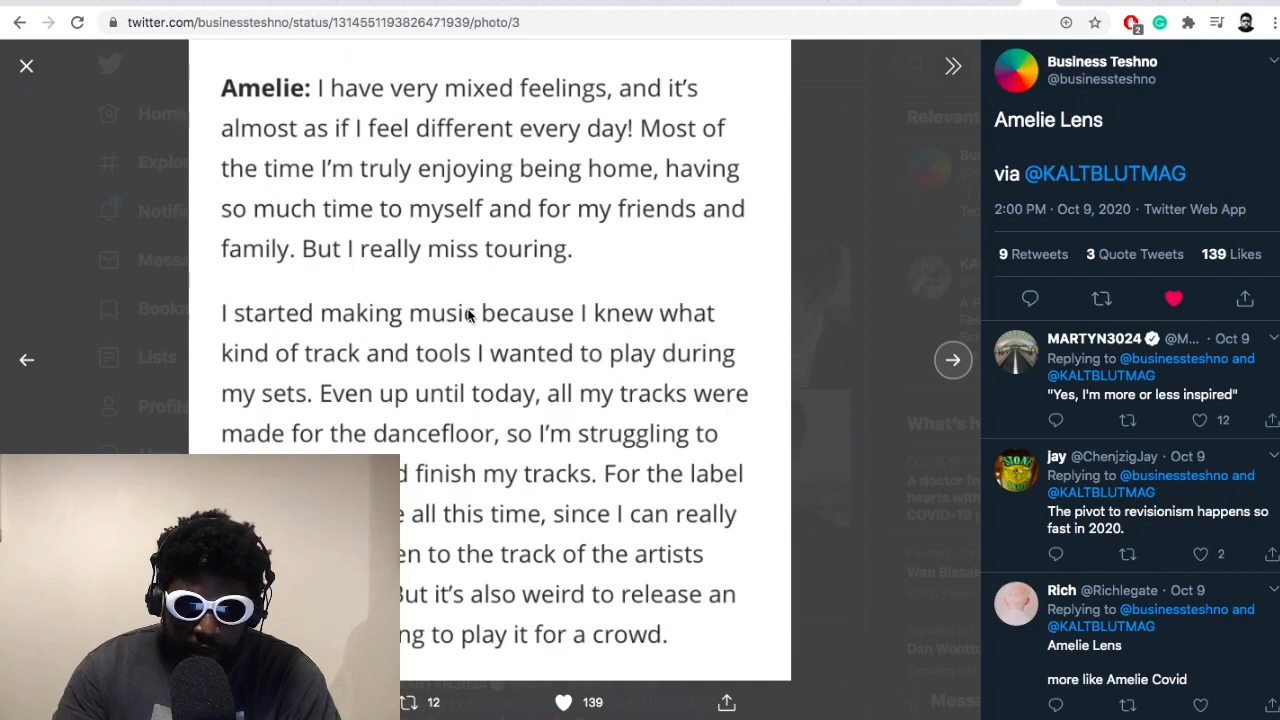 twitter.com/businessteshno/status/1314551193826471939/photo/3
2
Amelie: I have very mixed feelings, and it's
almost as if I feel different every day! Most of
the time I'm truly enjoying being home, having
so much time to myself and for my friends and
family. But I really miss touring.
I started making music because I knew what
kind of track and tools I wanted to play during
my sets. Even up until today, all my tracks were
made for the dancefloor, so I'm struggling to
finish my tracks. For the label
all this time, since I can really
to the track of the artists
But it's also weird to release an
to play it for a crowd.
12
139
Business Teshno
@businessteshno
Amelie Lens
via @KALTBLUTMAG
2:00 PM · Oct 9, 2020 · Twitter Web App
9 Retweets 3 Quote Tweets 139 Likes
MARTYN3024 @M... · Oct 9
Replying to @businessteshno and
@KALTBLUTMAG
"Yes, I'm more or less inspired"
12
jay @ChenjzigJay · Oct 9
Replying to @businessteshno and
@KALTBLUTMAG
The pivot to revisionism happens so
fast in 2020.
2
Rich @Richlegate · Oct 9
Replying to @businessteshno and
@KALTBLUTMAG
Amelie Lens
more like Amelie Covid